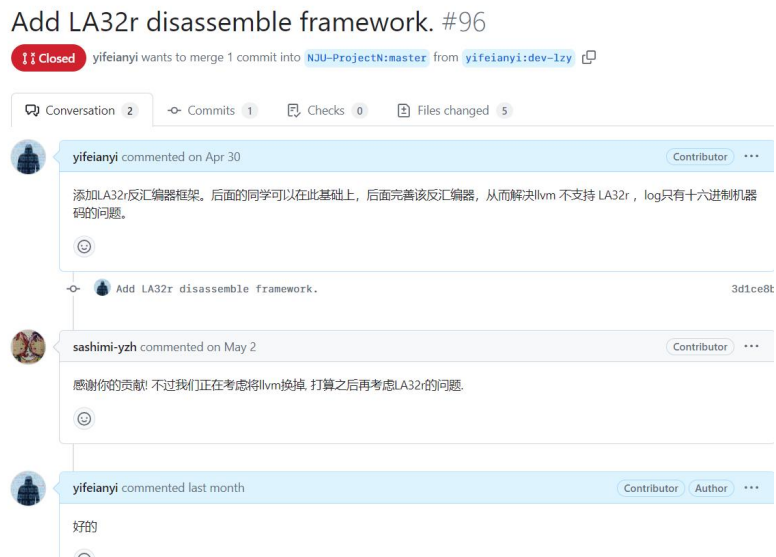 Add LA32r disassemble framework. #96
Closed yifeianyi wants to merge 1 commit into NJU-ProjectN:master from yifeianyi:dev-lzy
Conversation 2 Commits 1 Checks 0 Files changed 5
yifeianyi commented on Apr 30 Contributor ...
添加LA32r反汇编器框架。后面的同学可以在此基础上，后面完善该反汇编器，从而解决llvm 不支持 LA32r ，log只有十六进制机器
码的问题。
Add LA32r disassemble framework. 3d1ce8b
sashimi-yzh commented on May 2 Contributor ...
感谢你的贡献! 不过我们正在考虑将llvm换掉, 打算之后再考虑LA32r的问题.
yifeianyi commented last month Contributor Author ...
好的